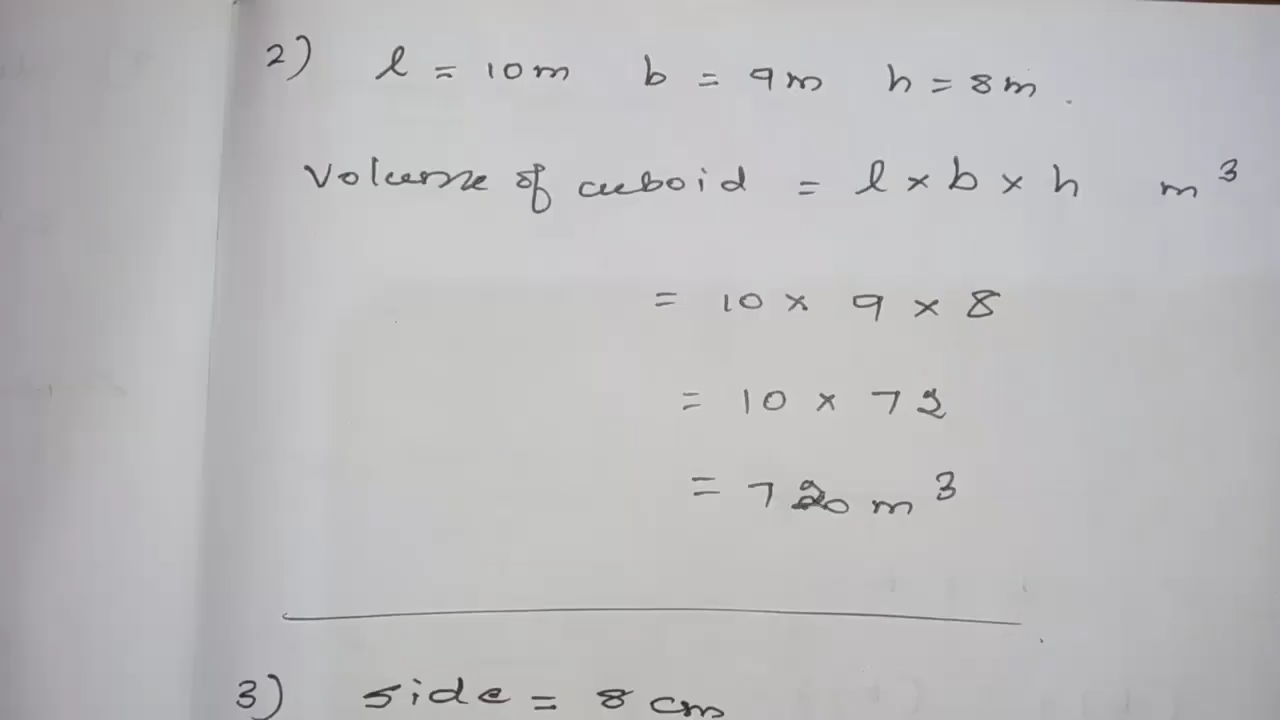 2) l = 10m b = 9m h = 8m.
Volume of cuboid = l × b × h m³
= 10 × 9 × 8
= 10 × 72
= 720 m³
3) side = 8 cm